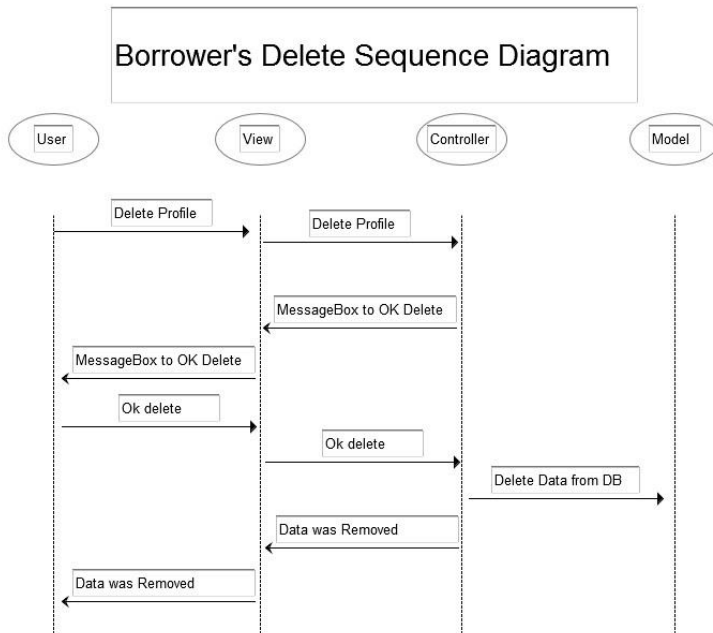 Borrower's Delete Sequence Diagram
User
View
Controller
Model
Delete Profile
Delete Profile
MessageBox to OK Delete
MessageBox to OK Delete
Ok delete
Ok delete
Delete Data from DB
Data was Removed
Data was Removed